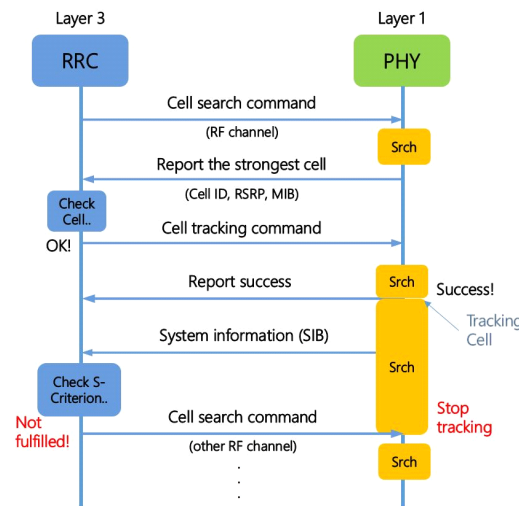 Layer 3
Layer 1
RRC
PHY
Cell search command
(RF channel)
Srch
Report the strongest cell
(Cell ID, RSRP, MIB)
Check
Cell..
OK!
Cell tracking command
Srch
Report success
Success!
Tracking
Cell
System information (SIB)
Srch
Check S-
Criterion..
Not
fulfilled!
Cell search command
(other RF channel)
Stop
tracking
Srch